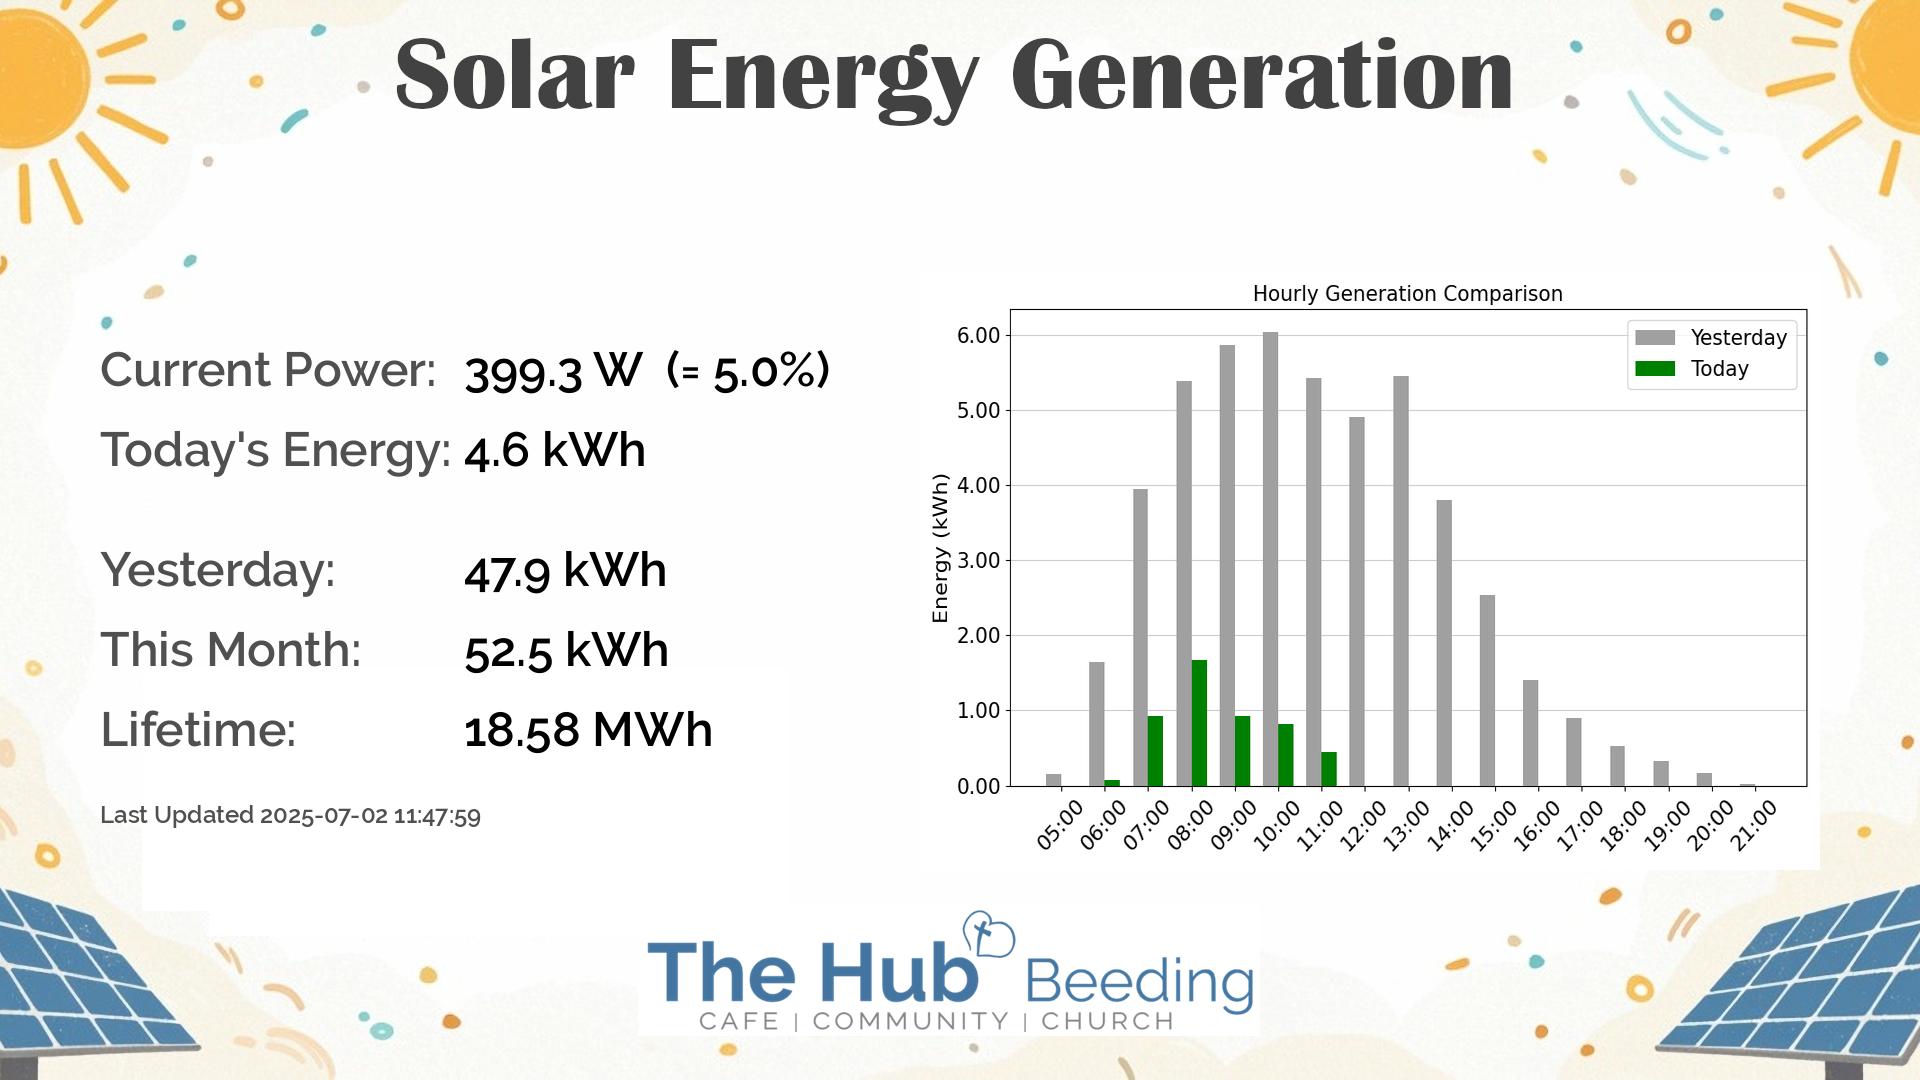 Solar Energy Generation
Current Power: 399.3 W (= 5.0%)
Today's Energy: 4.6 kWh
Yesterday: 47.9 kWh
This Month: 52.5 kWh
Lifetime: 18.58 MWh
Last Updated 2025-07-02 11:47:59
Hourly Generation Comparison
Yesterday
Today
Energy (kWh)
6.00
5.00
4.00
3.00
2.00
1.00
0.00
05:00 06:00 07:00 08:00 09:00 10:00 11:00 12:00 13:00 14:00 15:00 16:00 17:00 18:00 19:00 20:00 21:00
The Hub Beeding
CAFE | COMMUNITY | CHURCH